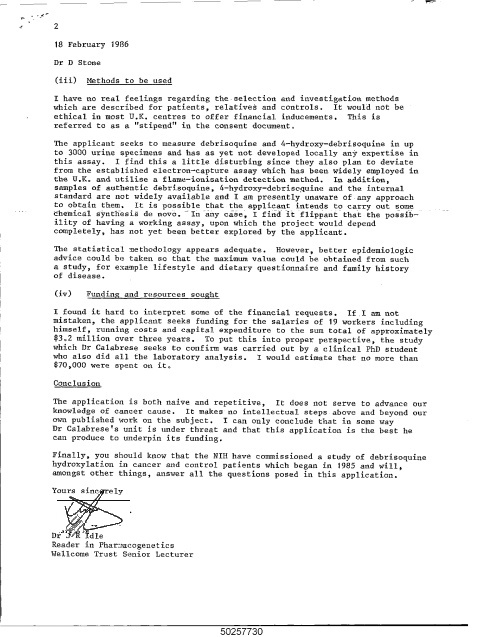 2
18 February 1986
Dr D Stone
(iii) Methods to be used
I have no real feelings regarding the selection and investigation methods
which are described for patients, relatives and controls. It would not be
ethical in most U.K. centres to offer financial inducements. This is
referred to as a "stipend" in the consent document.
The applicant seeks to measure debrisoquine and 4-hydroxy-debrisoquine in up
to 3000 urine specimens and has as yet not developed locally any expertise in
this assay. I find this a little disturbing since they also plan to deviate
from the established electron-capture assay which has been widely employed in
the U.K. and utilise a flame-ionisation detection method. In addition,
samples of authentic debrisoquine, 4-hydroxy-debrisoquine and the internal
standard are not widely available and I am presently unaware of any approach
to obtain them. It is possible that the applicant intends to carry out some
chemical synthesis de novo. In any case, I find it flippant that the possib-
ility of having a working assay, upon which the project would depend
completely, has not yet been better explored by the applicant.
The statistical methodology appears adequate. However, better epidemiologic
advice could be taken so that the maximum value could be obtained from such
a study, for example lifestyle and dietary questionnaire and family history
of disease.
(iv) Funding and resources sought
I found it hard to interpret some of the financial requests. If I am not
mistaken, the applicant seeks funding for the salaries of 19 workers including
himself, running costs and capital expenditure to the sum total of approximately
$3.2 million over three years. To put this into proper perspective, the study
which Dr Calabrese seeks to confirm was carried out by a clinical PhD student
who also did all the laboratory analysis. I would estimate that no more than
$70,000 were spent on it.
Conclusion
The application is both naive and repetitive. It does not serve to advance our
knowledge of cancer cause. It makes no intellectual steps above and beyond our
own published work on the subject. I can only conclude that in some way
Dr Calabrese's unit is under threat and that this application is the best he
can produce to underpin its funding.
Finally, you should know that the NIH have commissioned a study of debrisoquine
hydroxylation in cancer and control patients which began in 1985 and will,
amongst other things, answer all the questions posed in this application.
Yours sincerely
Dr J R Idle
Reader in Pharmacogenetics
Wellcome Trust Senior Lecturer
50257730